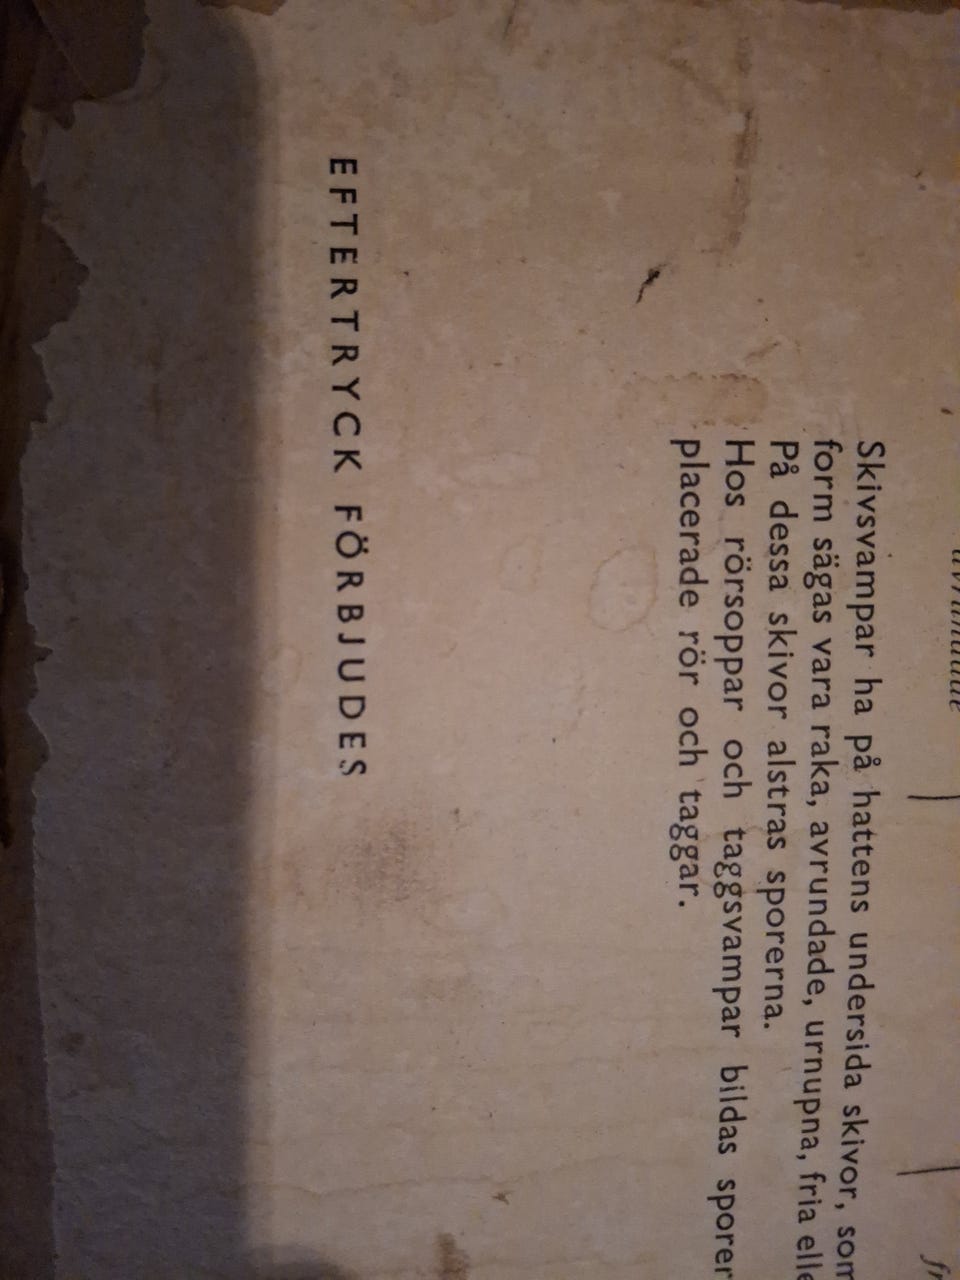 avrundade
Skivsvampar ha på hattens undersida skivor, som
form sägas vara raka, avrundade, urnupna, fria elle
På dessa skivor alstras sporerna.
Hos rörsoppar och taggsvampar bildas sporer
placerade rör och taggar.
EFTERTRYCK FÖRBJUDES